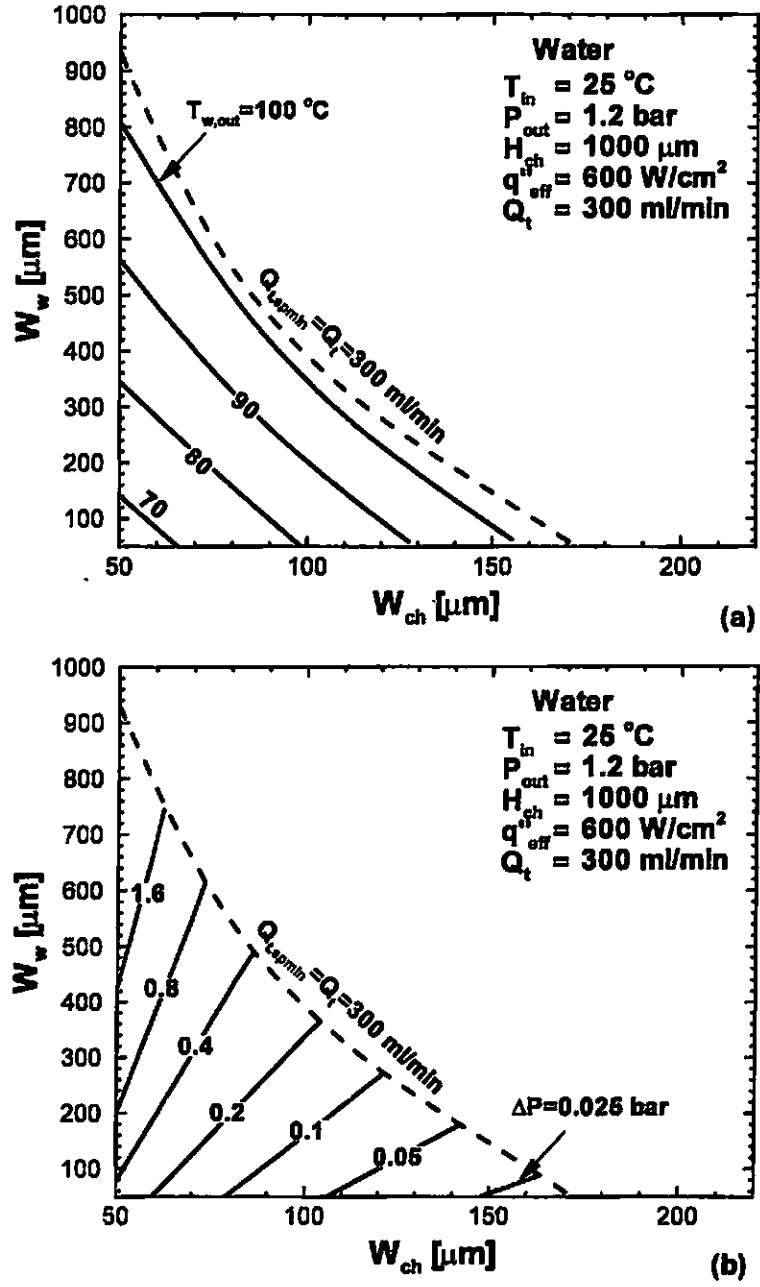 1000
900
800
700
600
500
400
300
200
100
W_w [μm]
T_w,out=100 °C
Water
T_in = 25 °C
P_out = 1.2 bar
H_ch = 1000 μm
q"_eff = 600 W/cm²
Q_t = 300 ml/min
Q_t,spmin=Q_t=300 ml/min
90
80
70
50 100 150 200
W_ch [μm]
(a)
1000
900
800
700
600
500
400
300
200
100
W_w [μm]
Water
T_in = 25 °C
P_out = 1.2 bar
H_ch = 1000 μm
q"_eff = 600 W/cm²
Q_t = 300 ml/min
Q_t,spmin=Q_t=300 ml/min
1.6
0.8
0.4
0.2
0.1
0.05
ΔP=0.025 bar
50 100 150 200
W_ch [μm]
(b)